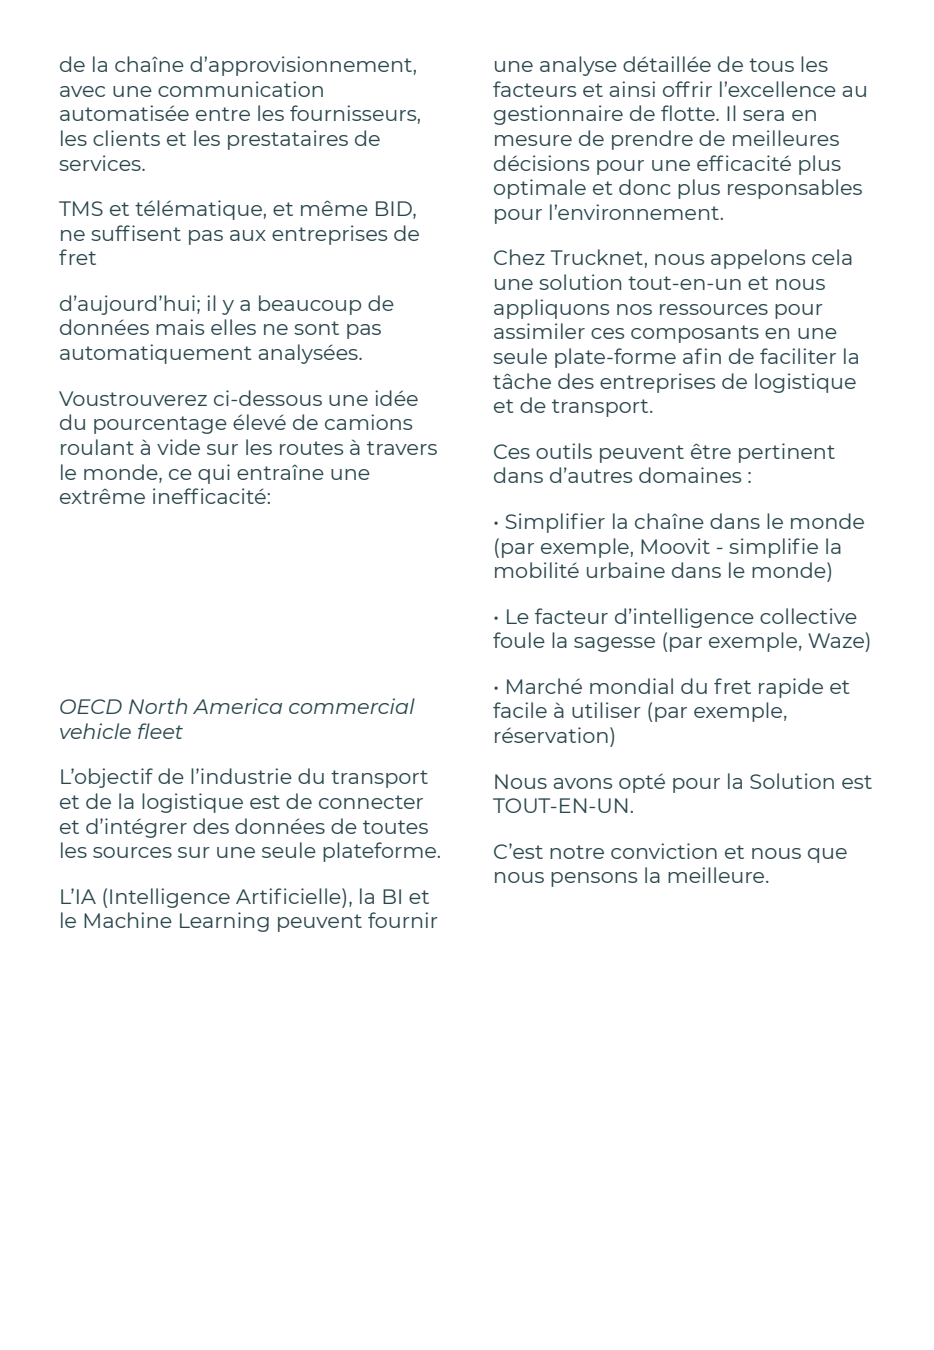 de la chaîne d’approvisionnement,
avec une communication
automatisée entre les fournisseurs,
les clients et les prestataires de
services.
TMS et télématique, et même BID,
ne suffisent pas aux entreprises de
fret
d’aujourd’hui; il y a beaucoup de
données mais elles ne sont pas
automatiquement analysées.
Voustrouverez ci-dessous une idée
du pourcentage élevé de camions
roulant à vide sur les routes à travers
le monde, ce qui entraîne une
extrême inefficacité:
OECD North America commercial
vehicle fleet
L’objectif de l’industrie du transport
et de la logistique est de connecter
et d’intégrer des données de toutes
les sources sur une seule plateforme.
L’IA (Intelligence Artificielle), la BI et
le Machine Learning peuvent fournir
une analyse détaillée de tous les
facteurs et ainsi offrir l’excellence au
gestionnaire de flotte. Il sera en
mesure de prendre de meilleures
décisions pour une efficacité plus
optimale et donc plus responsables
pour l’environnement.
Chez Trucknet, nous appelons cela
une solution tout-en-un et nous
appliquons nos ressources pour
assimiler ces composants en une
seule plate-forme afin de faciliter la
tâche des entreprises de logistique
et de transport.
Ces outils peuvent être pertinent
dans d’autres domaines :
• Simplifier la chaîne dans le monde
(par exemple, Moovit - simplifie la
mobilité urbaine dans le monde)
• Le facteur d’intelligence collective
foule la sagesse (par exemple, Waze)
• Marché mondial du fret rapide et
facile à utiliser (par exemple,
réservation)
Nous avons opté pour la Solution est
TOUT-EN-UN.
C’est notre conviction et nous que
nous pensons la meilleure.